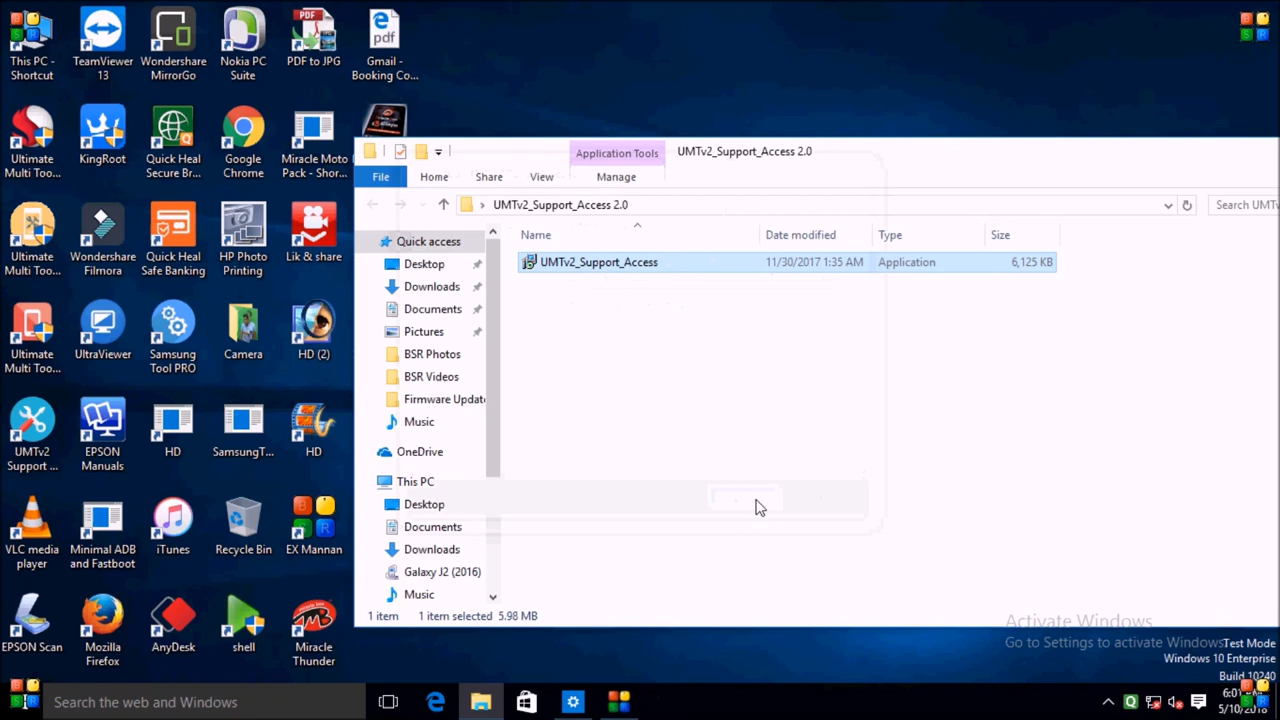 This PC -
Shortcut
TeamViewer
13
Wondershare
MirrorGo
Nokia PC
Suite
PDF
PDF to JPG
pdf
Gmail -
Booking Co...
Ultimate
Multi Too...
KingRoot
Quick Heal
Secure Br...
Google
Chrome
Miracle Moto
Pack - Shor...
Ultimate
Multi Too...
Wondershare
Filmora
Quick Heal
Safe Banking
HP Photo
Printing
Lik & share
Ultimate
Multi Too...
UltraViewer
Samsung
Tool PRO
Camera
HD (2)
UMTv2
Support ...
EPSON
Manuals
HD
SamsungT...
HD
VLC media
player
Minimal ADB
and Fastboot
iTunes
Recycle Bin
EX Mannan
EPSON Scan
Mozilla
Firefox
AnyDesk
shell
Miracle
Thunder
Application Tools
UMTv2_Support_Access 2.0
File
Home
Share
View
Manage
UMTv2_Support_Access 2.0
Search UMTv
Name
Date modified
Type
Size
UMTv2_Support_Access
11/30/2017 1:35 AM
Application
6,125 KB
Quick access
Desktop
Downloads
Documents
Pictures
BSR Photos
BSR Videos
Firmware Update
Music
OneDrive
This PC
Desktop
Documents
Downloads
Galaxy J2 (2016)
Music
1 item
1 item selected 5.98 MB
Activate Windows
Go to Settings to activate Windows
Test Mode
Windows 10 Enterprise
Build 10240
Search the web and Windows